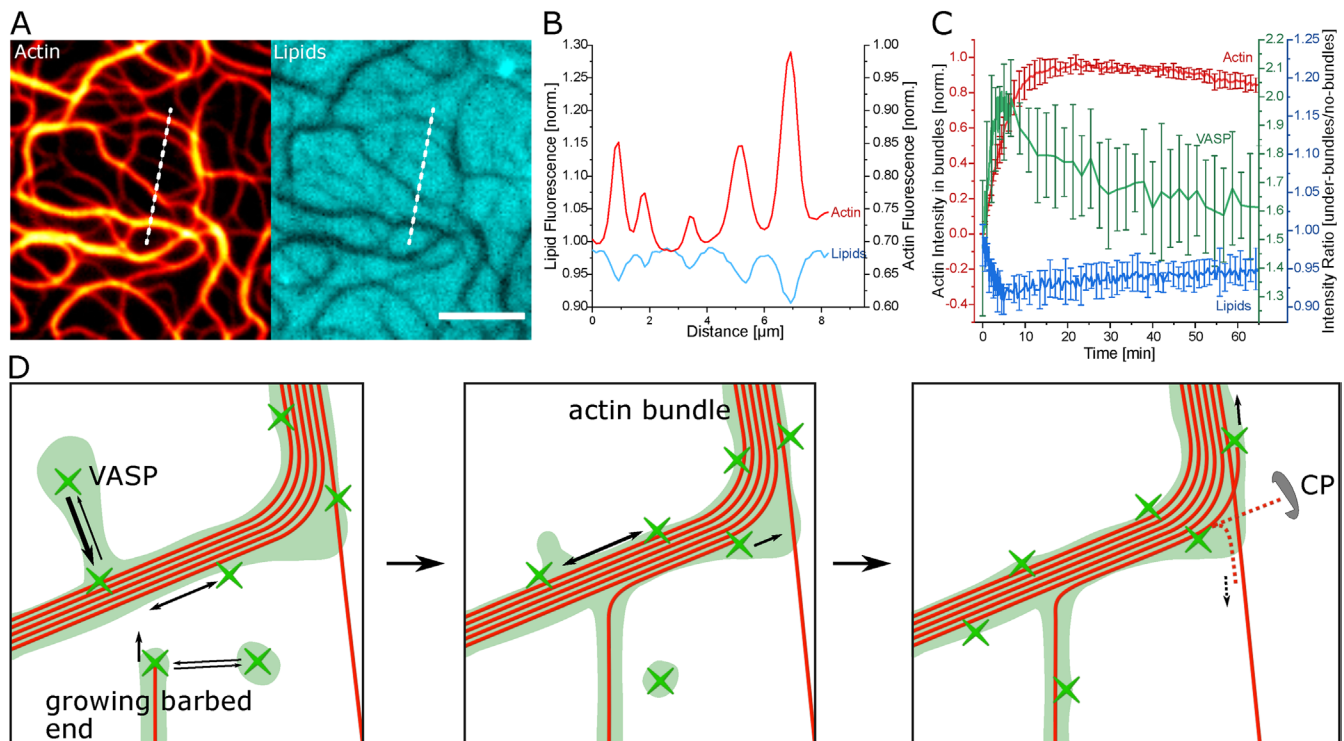 A
Actin
Lipids
B
Lipid Fluorescence [norm.]
1.30
1.25
1.20
1.15
1.10
1.05
1.00
0.95
0.90
0
2
4
6
8
Distance [µm]
Actin
Lipids
1.00
0.95
0.90
0.85
0.80
0.75
0.70
0.65
0.60
Actin Fluorescence [norm.]
C
Actin Intensity in bundles [norm.]
1.0
0.8
0.6
0.4
0.2
0.0
-0.2
-0.4
0
10
20
30
40
50
60
Time [min]
Actin
VASP
Lipids
2.2
2.1
2.0
1.9
1.8
1.7
1.6
1.5
1.4
1.3
1.25
1.20
1.15
1.10
1.05
1.00
0.95
0.90
Intensity Ratio [under-bundles/no-bundles]
D
VASP
growing barbed
end
actin bundle
CP